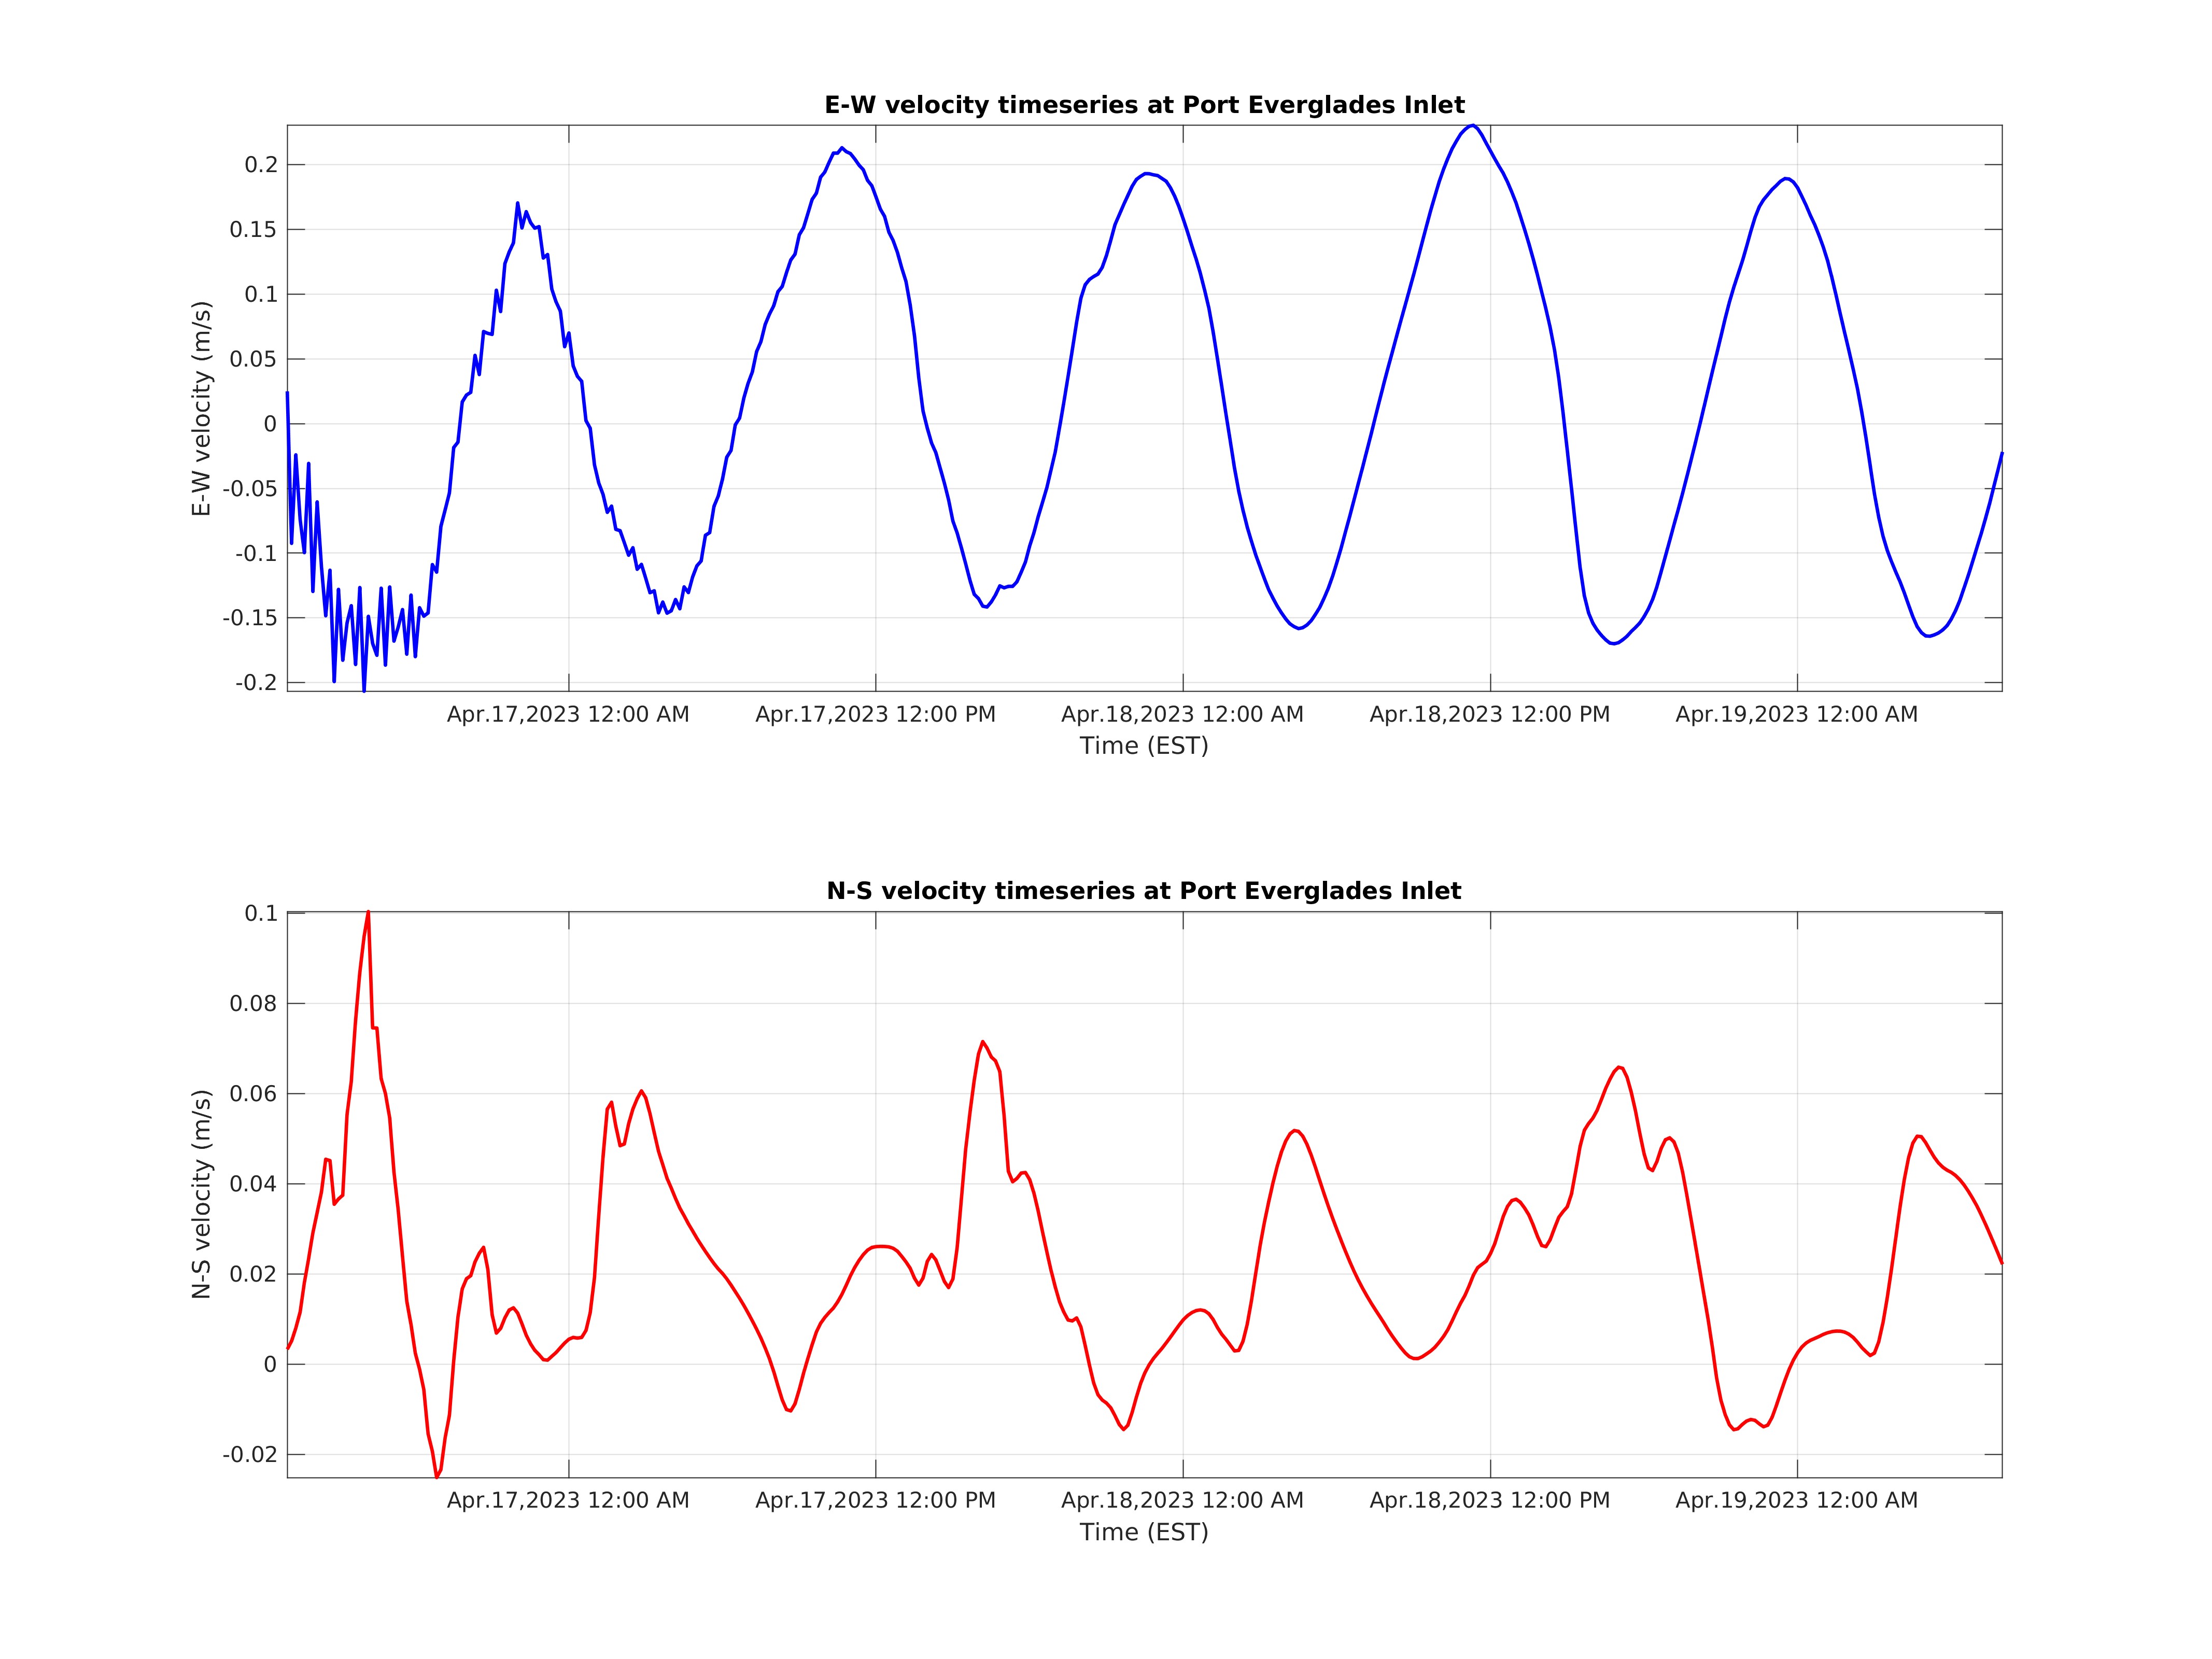 E-W velocity timeseries at Port Everglades Inlet
E-W velocity (m/s)
0.2
0.15
0.1
0.05
0
-0.05
-0.1
-0.15
-0.2
Apr.17,2023 12:00 AM Apr.17,2023 12:00 PM Apr.18,2023 12:00 AM Apr.18,2023 12:00 PM Apr.19,2023 12:00 AM
Time (EST)
N-S velocity timeseries at Port Everglades Inlet
N-S velocity (m/s)
0.1
0.08
0.06
0.04
0.02
0
-0.02
Apr.17,2023 12:00 AM Apr.17,2023 12:00 PM Apr.18,2023 12:00 AM Apr.18,2023 12:00 PM Apr.19,2023 12:00 AM
Time (EST)